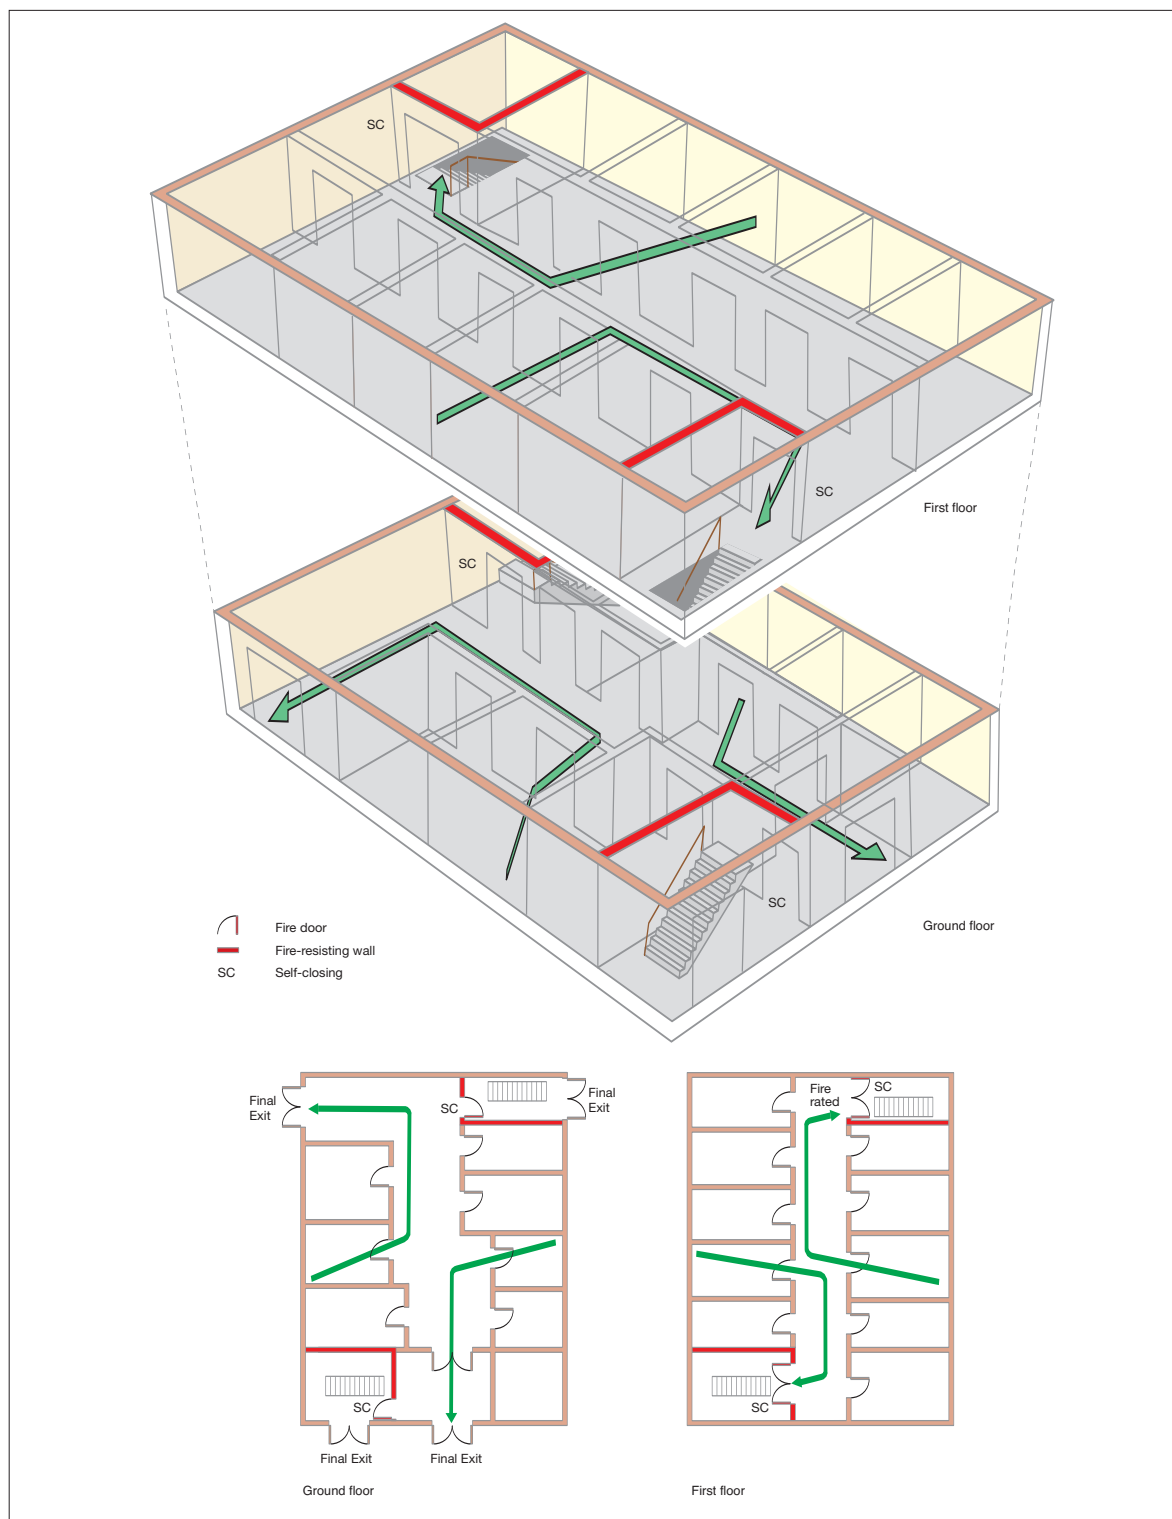 SC
SC
First floor
SC
SC
Ground floor
Fire door
Fire-resisting wall
SC Self-closing
Final
Exit
SC
Final
Exit
SC
Final Exit
Final Exit
Ground floor
Fire
rated
SC
SC
First floor